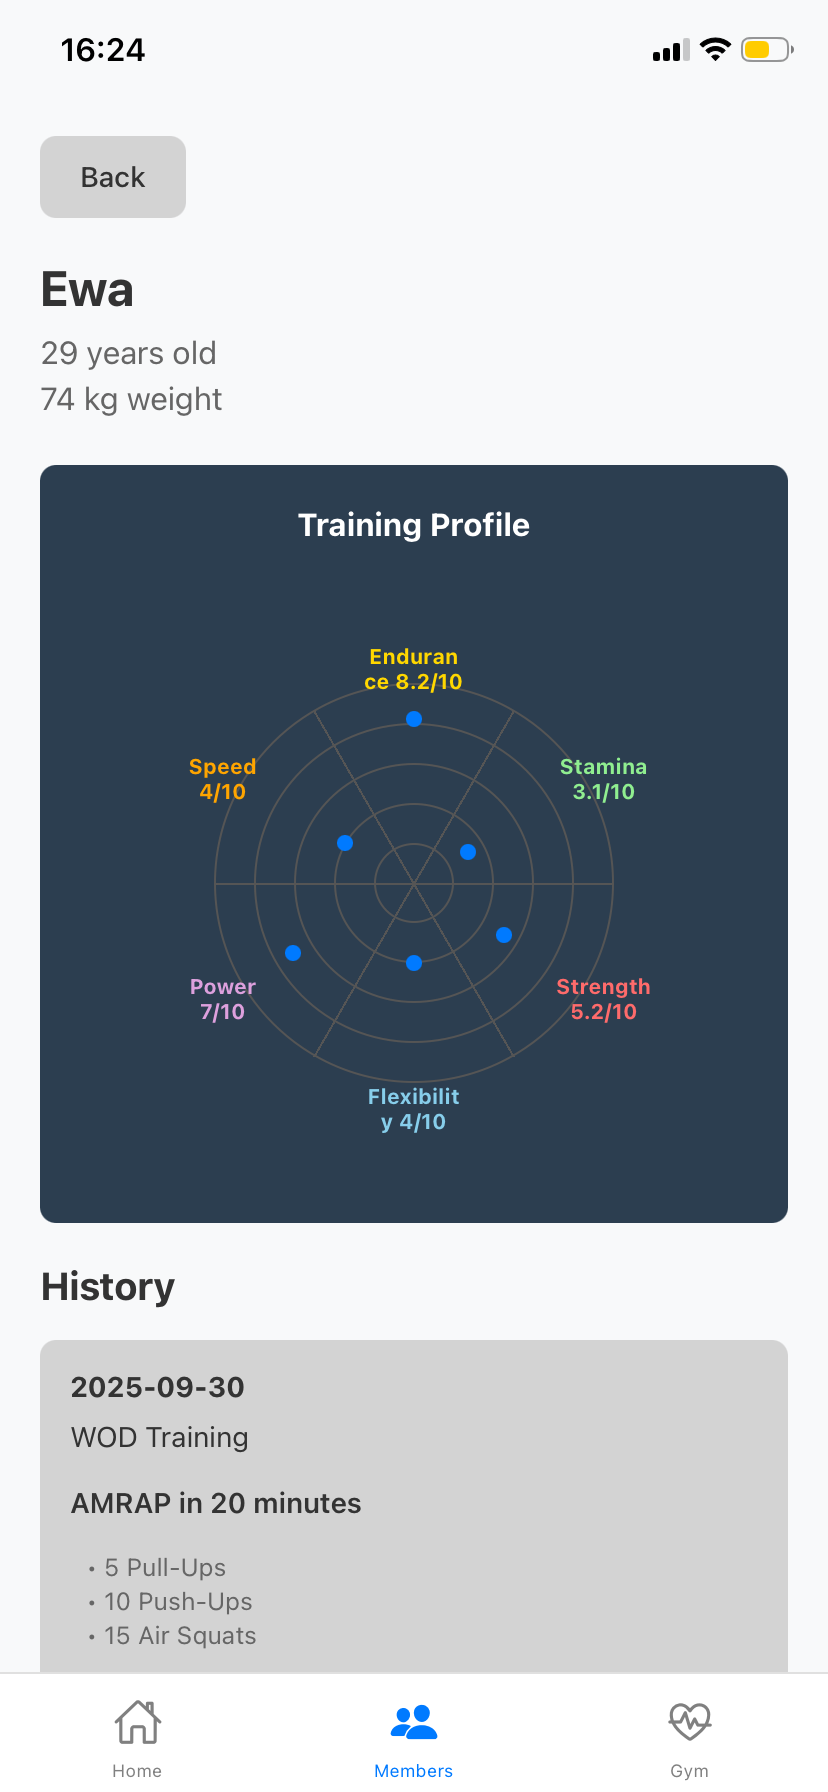 16:24
Back
Ewa
29 years old
74 kg weight
Training Profile
Enduran
ce 8.2/10
Speed
4/10
Stamina
3.1/10
Power
7/10
Strength
5.2/10
Flexibilit
y 4/10
History
2025-09-30
WOD Training
AMRAP in 20 minutes
• 5 Pull-Ups
• 10 Push-Ups
• 15 Air Squats
Home
Members
Gym